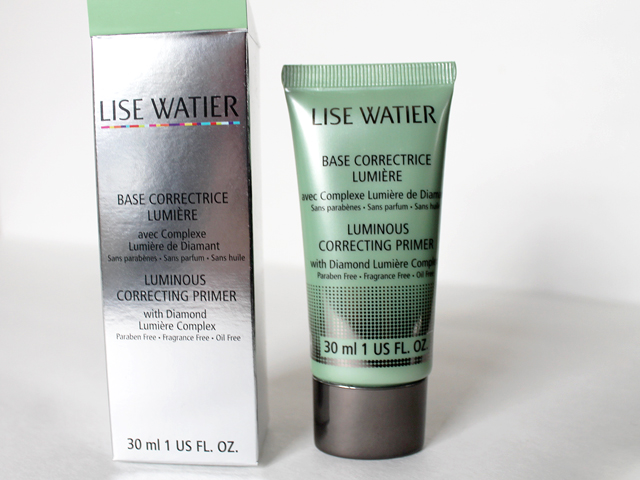 LISE WATIER
BASE CORRECTRICE
LUMIÈRE
avec Complexe
Lumière de Diamant
Sans parabènes • Sans parfum • Sans huile
LUMINOUS
CORRECTING PRIMER
with Diamond
Lumière Complex
Paraben Free • Fragrance Free • Oil Free
30 ml 1 US FL. OZ.
LISE WATIER
BASE CORRECTRICE
LUMIÈRE
avec Complexe Lumière de Diam
Sans parabènes • Sans parfum • Sans hui
LUMINOUS
CORRECTING PRIMER
with Diamond Lumière Comple
Paraben Free • Fragrance Free • Oil Free
30 ml 1 US FL. OZ.